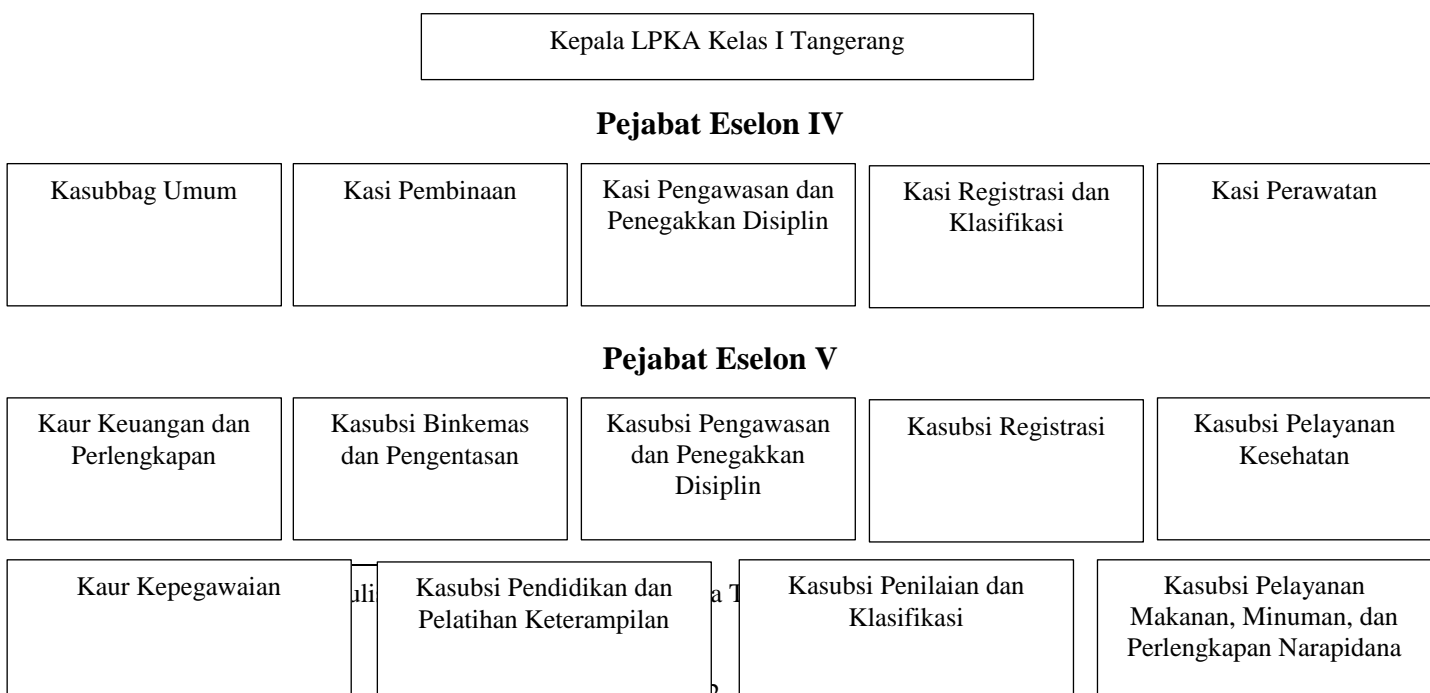 Kepala LPKA Kelas I Tangerang
Pejabat Eselon IV
Kasubbag Umum
Kasi Pembinaan
Kasi Pengawasan dan
Penegakkan Disiplin
Kasi Registrasi dan
Klasifikasi
Kasi Perawatan
Pejabat Eselon V
Kaur Keuangan dan
Perlengkapan
Kasubsi Binkemas
dan Pengentasan
Kasubsi Pengawasan
dan Penegakkan
Disiplin
Kasubsi Registrasi
Kasubsi Pelayanan
Kesehatan
Kaur Kepegawaian
Kasubsi Pendidikan dan
Pelatihan Keterampilan
Kasubsi Penilaian dan
Klasifikasi
Kasubsi Pelayanan
Makanan, Minuman, dan
Perlengkapan Narapidana